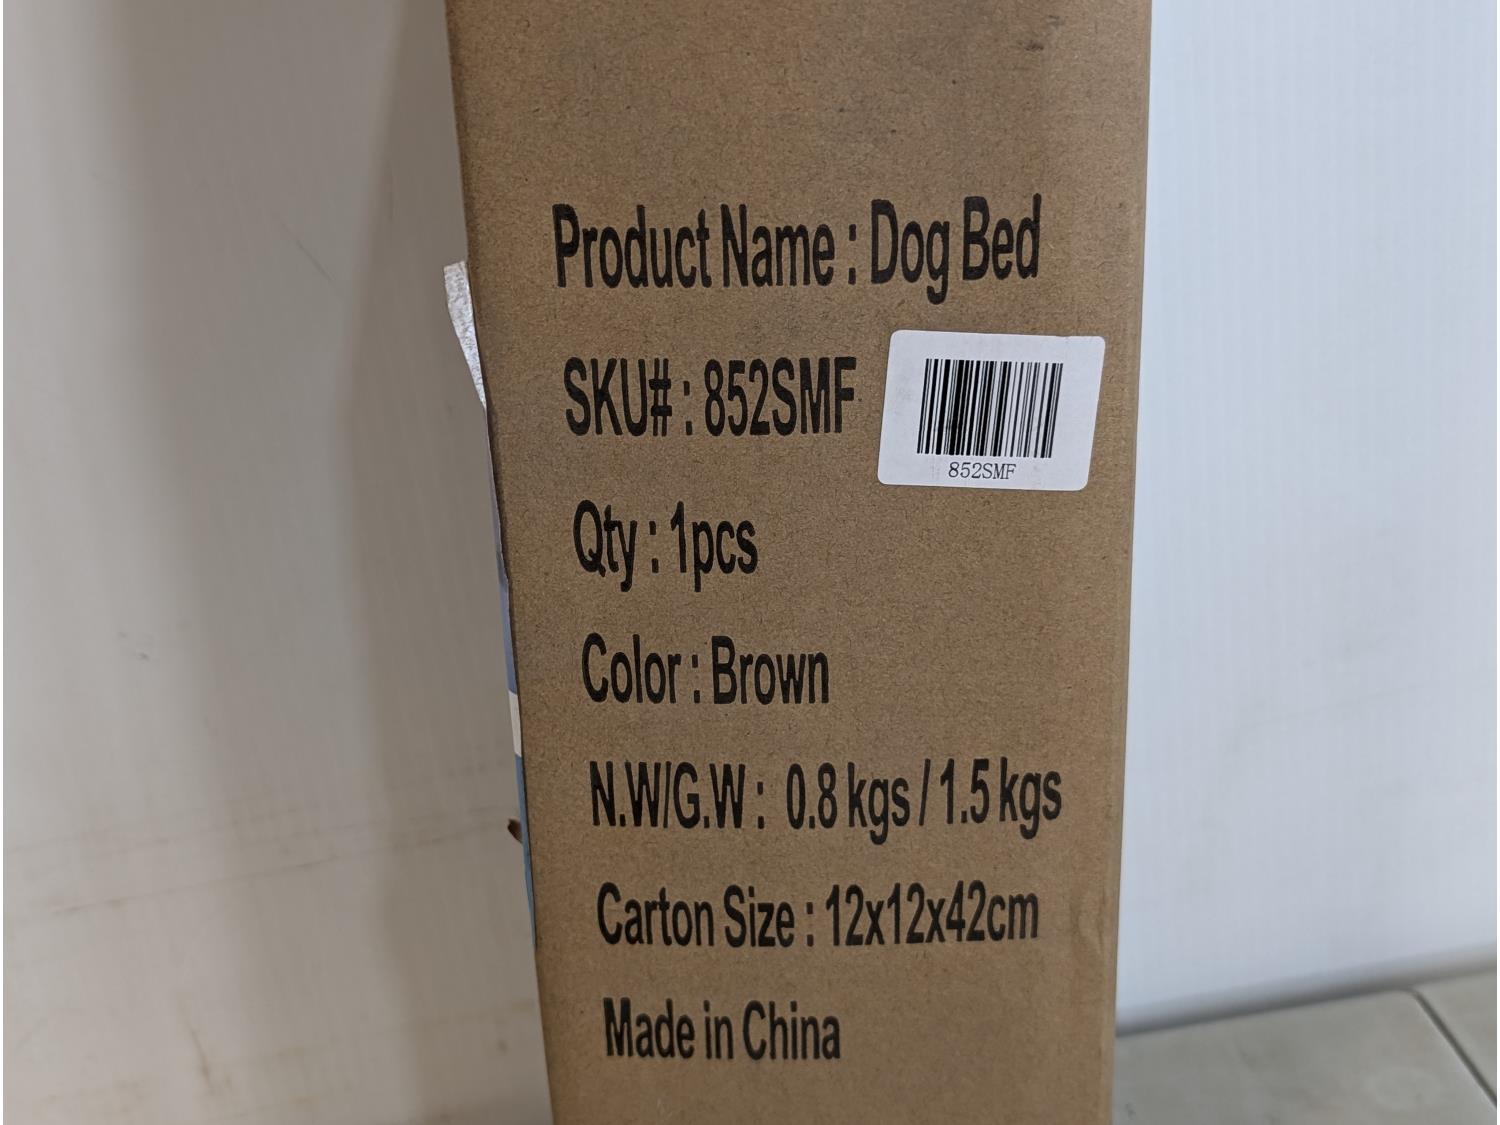 Product Name : Dog Bed
SKU# : 852SMF
852SMF
Qty : 1pcs
Color : Brown
N.W/G.W : 0.8 kgs / 1.5 kgs
Carton Size : 12x12x42cm
Made in China